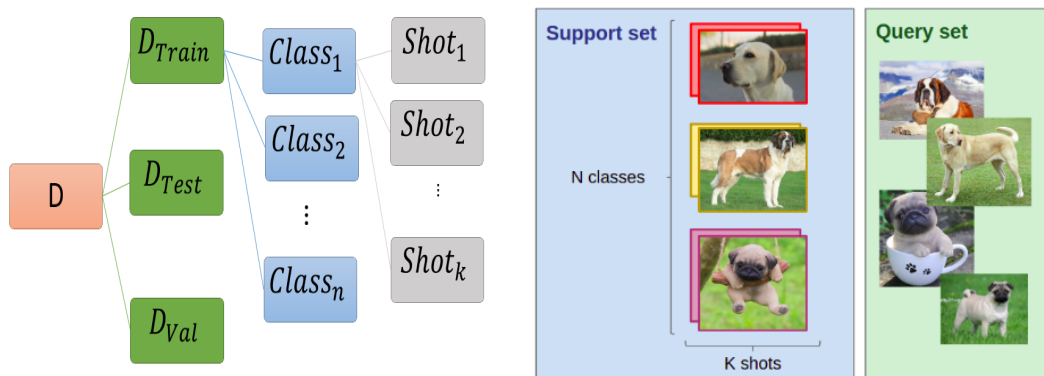 D
D_Train
D_Test
D_Val
Class_1
Class_2
⋮
Class_n
Shot_1
Shot_2
⋮
Shot_k
Support set
N classes
K shots
Query set